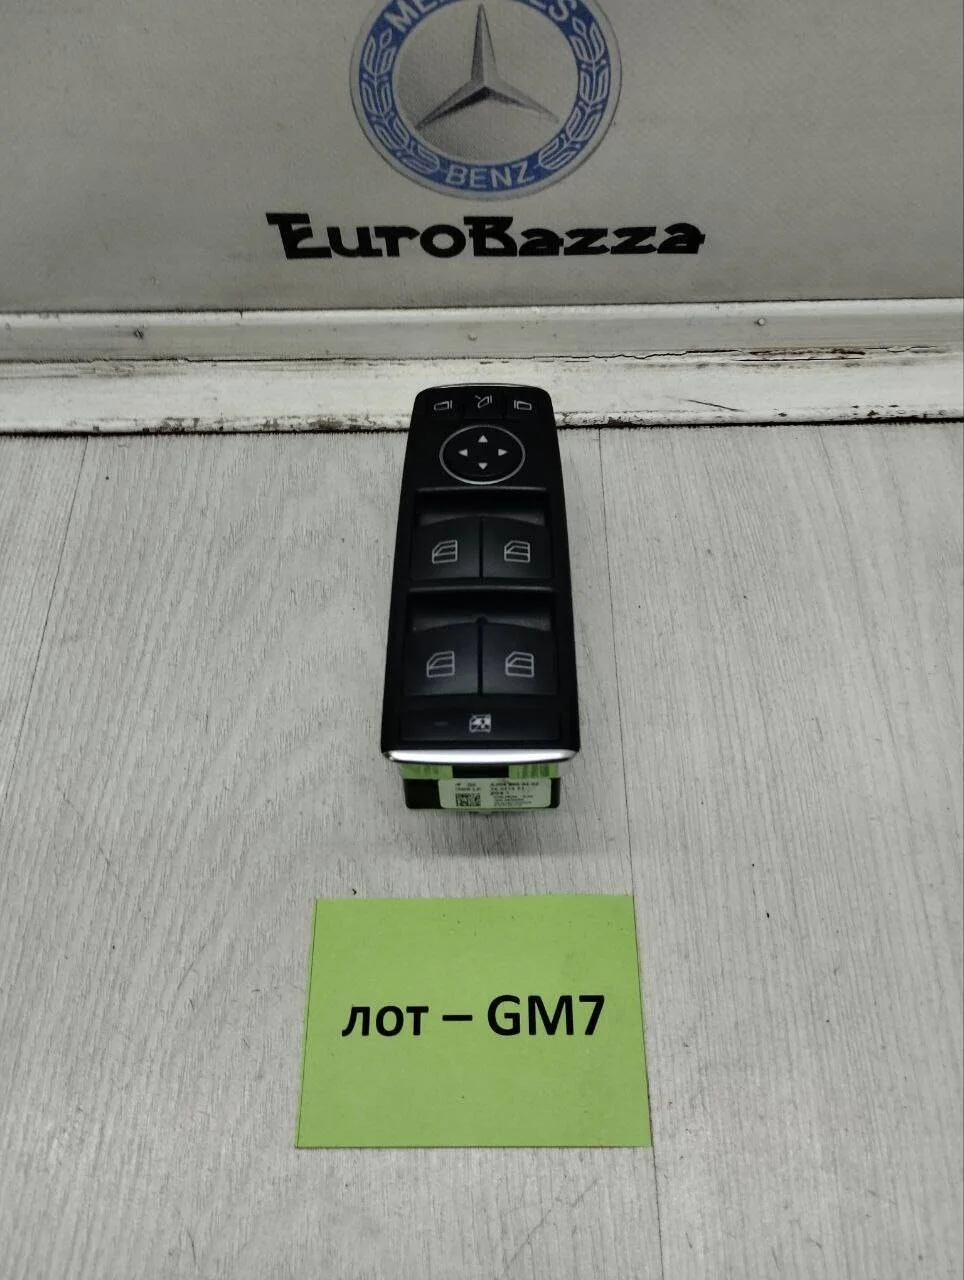 MERCEDES
BENZ
EuroBazza
лот – GM7